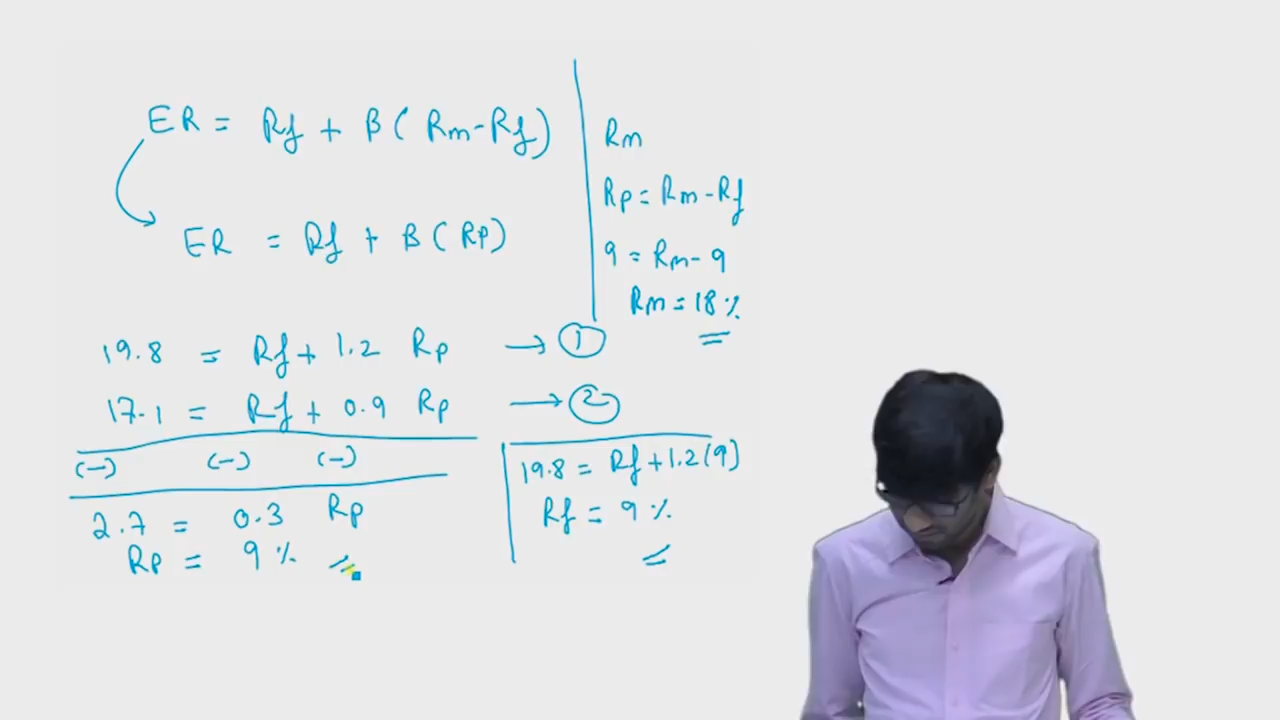 ER = Rf + B ( Rm-Rf)
ER = Rf + B ( RP)
Rm
Rp = Rm - Rf
9 = Rm - 9
Rm = 18 %
19.8 = Rf + 1.2 Rp → 1
17.1 = Rf + 0.9 Rp → 2
(-) (-) (-)
2.7 = 0.3 Rp
Rp = 9 %
19.8 = Rf + 1.2 (9)
Rf = 9 %